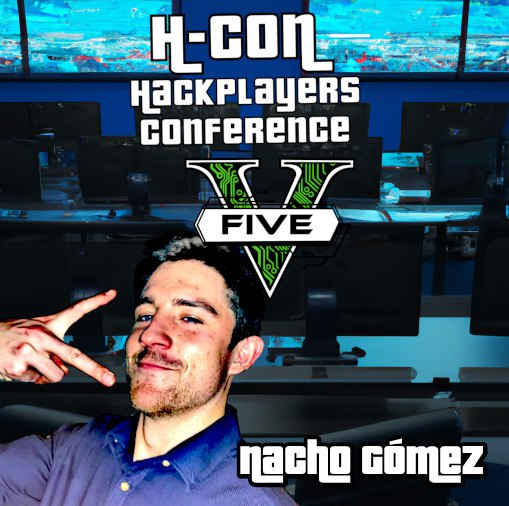 H-CON
HACKPLAYERS
CONFERENCE
V
FIVE
NACHO GÓMEZ